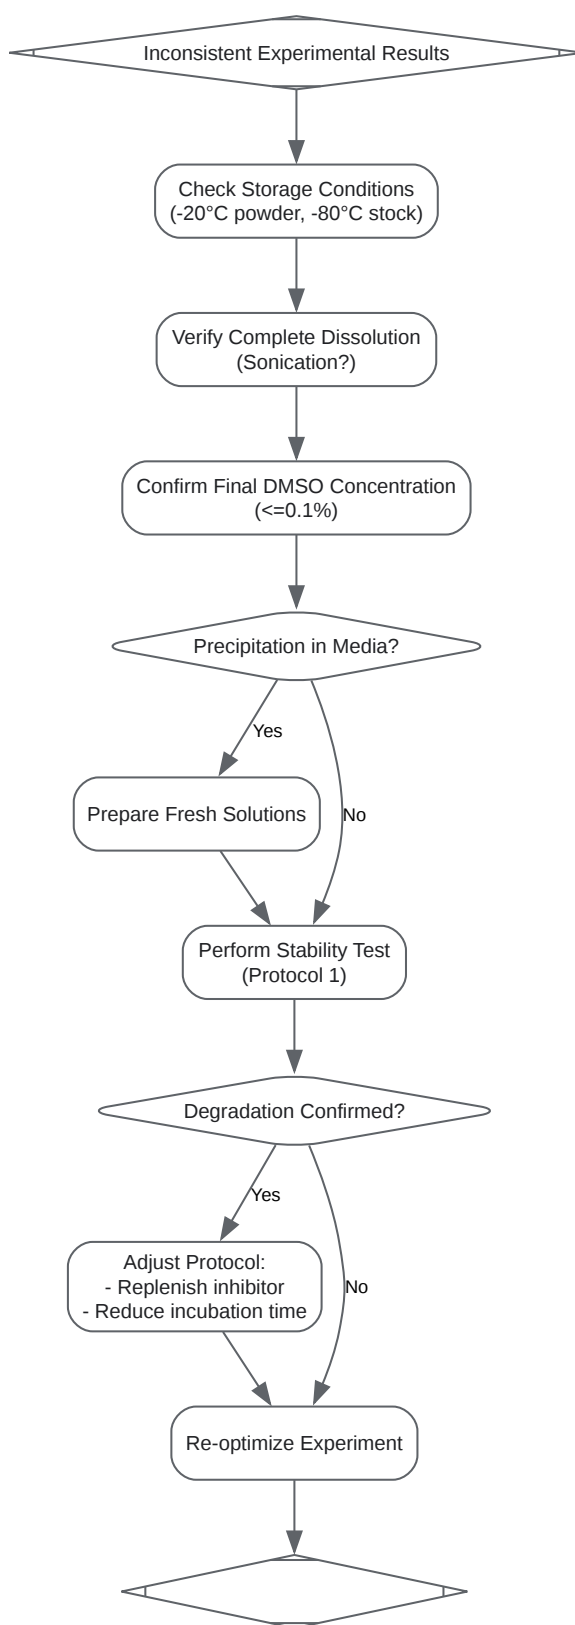 Inconsistent Experimental Results
Check Storage Conditions
(-20°C powder, -80°C stock)
Verify Complete Dissolution
(Sonication?)
Confirm Final DMSO Concentration
(<=0.1%)
Precipitation in Media?
Yes
Prepare Fresh Solutions
No
Perform Stability Test
(Protocol 1)
Degradation Confirmed?
Yes
Adjust Protocol:
- Replenish inhibitor
- Reduce incubation time
No
Re-optimize Experiment